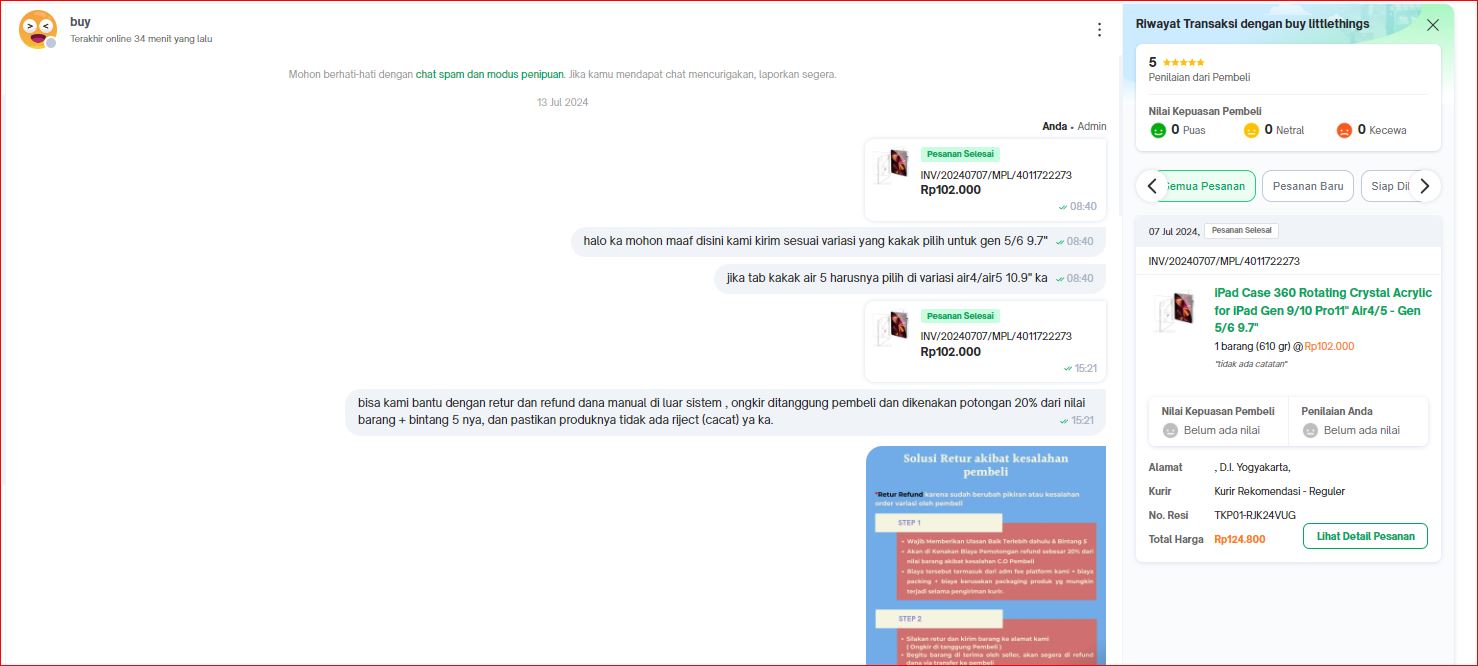 buy
Terakhir online 34 menit yang lalu
Mohon berhati-hati dengan chat spam dan modus penipuan. Jika kamu mendapat chat mencurigakan, laporkan segera.
13 Jul 2024
Anda • Admin
Pesanan Selesai
INV/20240707/MPL/4011722273
Rp102.000
08:40
halo ka mohon maaf disini kami kirim sesuai variasi yang kakak pilih untuk gen 5/6 9.7" 08:40
jika tab kakak air 5 harusnya pilih di variasi air4/air5 10.9" ka 08:40
Pesanan Selesai
INV/20240707/MPL/4011722273
Rp102.000
15:21
bisa kami bantu dengan retur dan refund dana manual di luar sistem , ongkir ditanggung pembeli dan dikenakan potongan 20% dari nilai
barang + bintang 5 nya, dan pastikan produknya tidak ada riject (cacat) ya ka. 15:21
Solusi Retur akibat kesalahan
pembeli
*Retur Refund karena sudah berubah pikiran atau kesalahan
order variasi oleh pembeli
STEP 1
• Wajib Memberikan Ulasan Baik Terlebih dahulu & Bintang 5
• Akan di Kenakan Biaya Pemotongan refund sebesar 20% dari
nilai barang akibat kesalahan C.O Pembeli
• Biaya tersebut termasuk dari adm fee platform kami + biaya
packing + biaya kerusakan packaging produk yg mungkin
terjadi selama pengiriman kurir.
STEP 2
• Silakan retur dan kirim barang ke alamat kami
( Ongkir di tanggung Pembeli )
• Begitu barang di terima oleh seller, akan segera di refund
dana via transfer ke pembeli
Riwayat Transaksi dengan buy littlethings
5
Penilaian dari Pembeli
Nilai Kepuasan Pembeli
0 Puas 0 Netral 0 Kecewa
Semua Pesanan Pesanan Baru Siap Dil
07 Jul 2024, Pesanan Selesai
INV/20240707/MPL/4011722273
iPad Case 360 Rotating Crystal Acrylic
for iPad Gen 9/10 Pro11" Air4/5 - Gen
5/6 9.7"
1 barang (610 gr) @Rp102.000
"tidak ada catatan"
Nilai Kepuasan Pembeli Penilaian Anda
Belum ada nilai Belum ada nilai
Alamat , D.I. Yogyakarta,
Kurir Kurir Rekomendasi - Reguler
No. Resi TKP01-RJK24VUG
Total Harga Rp124.800 Lihat Detail Pesanan